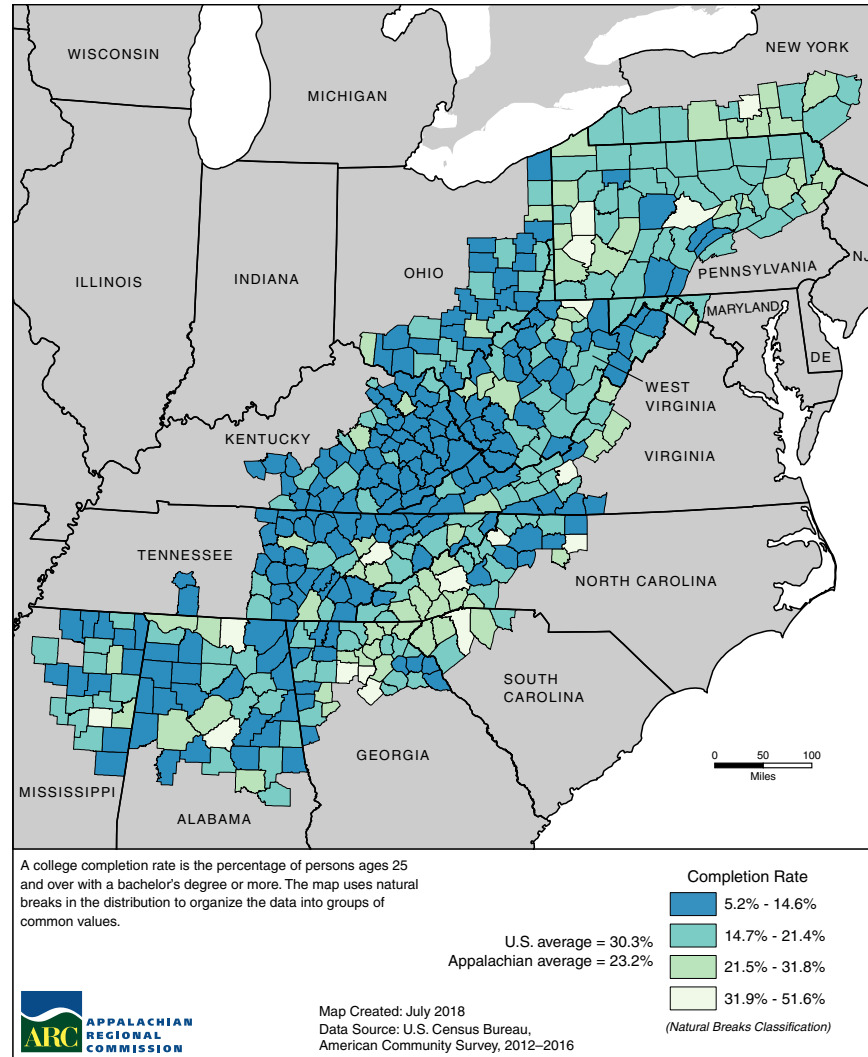 WISCONSIN
NEW YORK
MICHIGAN
ILLINOIS
INDIANA
OHIO
PENNSYLVANIA
NJ
MARYLAND
DE
WEST
VIRGINIA
KENTUCKY
VIRGINIA
TENNESSEE
NORTH CAROLINA
SOUTH
CAROLINA
GEORGIA
MISSISSIPPI
ALABAMA
0 50 100
Miles
A college completion rate is the percentage of persons ages 25
and over with a bachelor's degree or more. The map uses natural
breaks in the distribution to organize the data into groups of
common values.
U.S. average = 30.3%
Appalachian average = 23.2%
Completion Rate
5.2% - 14.6%
14.7% - 21.4%
21.5% - 31.8%
31.9% - 51.6%
(Natural Breaks Classification)
ARC
APPALACHIAN
REGIONAL
COMMISSION
Map Created: July 2018
Data Source: U.S. Census Bureau,
American Community Survey, 2012–2016